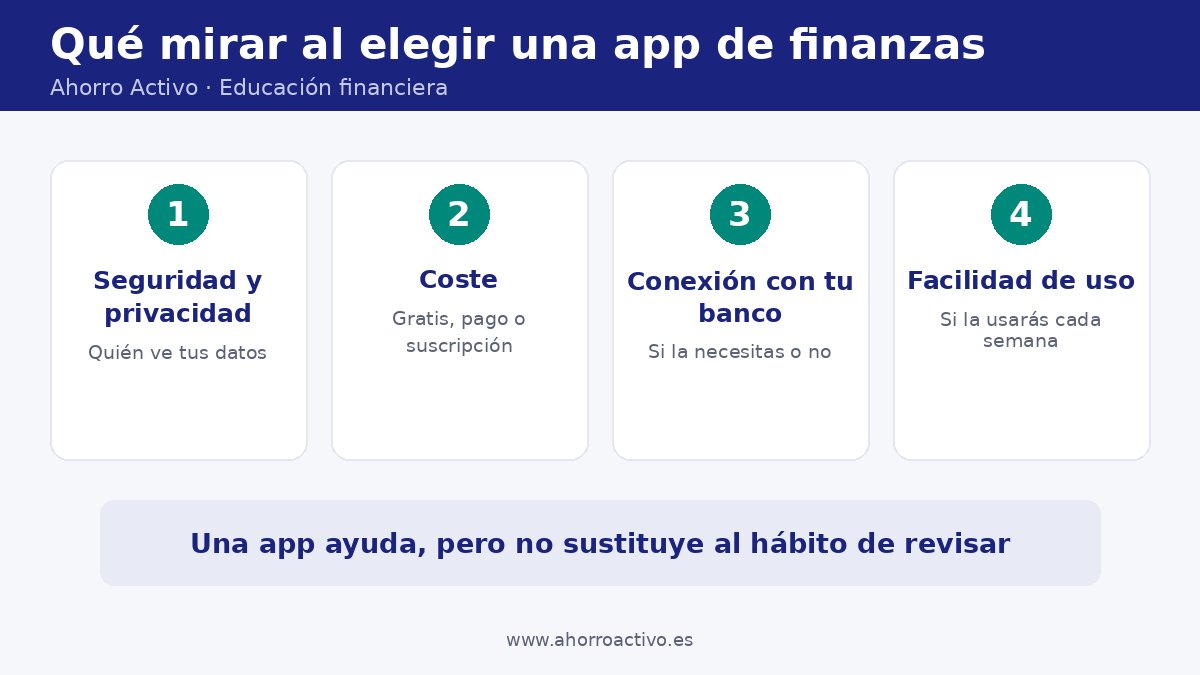 Qué mirar al elegir una app de finanzas
Ahorro Activo · Educación financiera
1
Seguridad y
privacidad
Quién ve tus datos
2
Coste
Gratis, pago o
suscripción
3
Conexión con tu
banco
Si la necesitas o no
4
Facilidad de uso
Si la usarás cada
semana
Una app ayuda, pero no sustituye al hábito de revisar
www.ahorroactivo.es